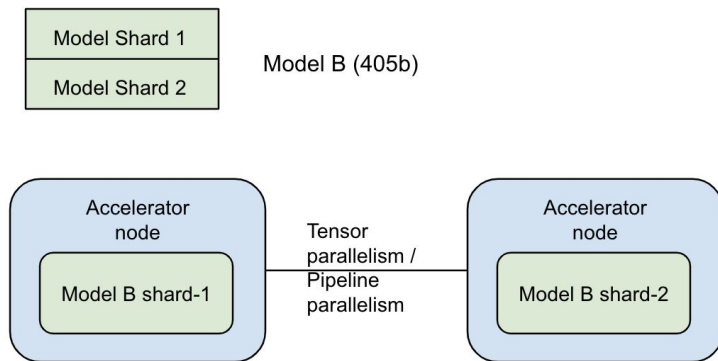 Model Shard 1
Model Shard 2
Model B (405b)
Accelerator
node
Model B shard-1
Tensor
parallelism /
Pipeline
parallelism
Accelerator
node
Model B shard-2